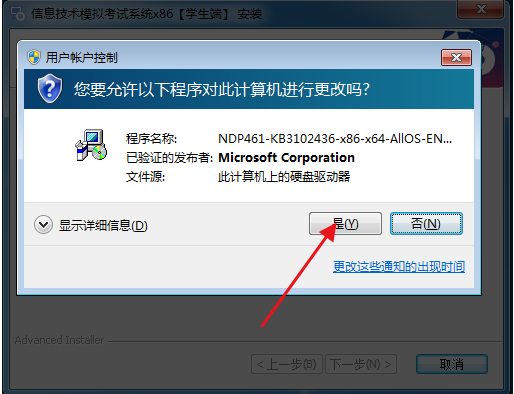 信息技术模拟考试系统x86【学生端】 安装
用户帐户控制
您要允许以下程序对此计算机进行更改吗?
程序名称: NDP461-KB3102436-x86-x64-AllOS-EN...
已验证的发布者: Microsoft Corporation
文件源: 此计算机上的硬盘驱动器
显示详细信息(D)
是(Y)
否(N)
更改这些通知的出现时间
Advanced Installer
< 上一步(B)
下一步(N) >
取消